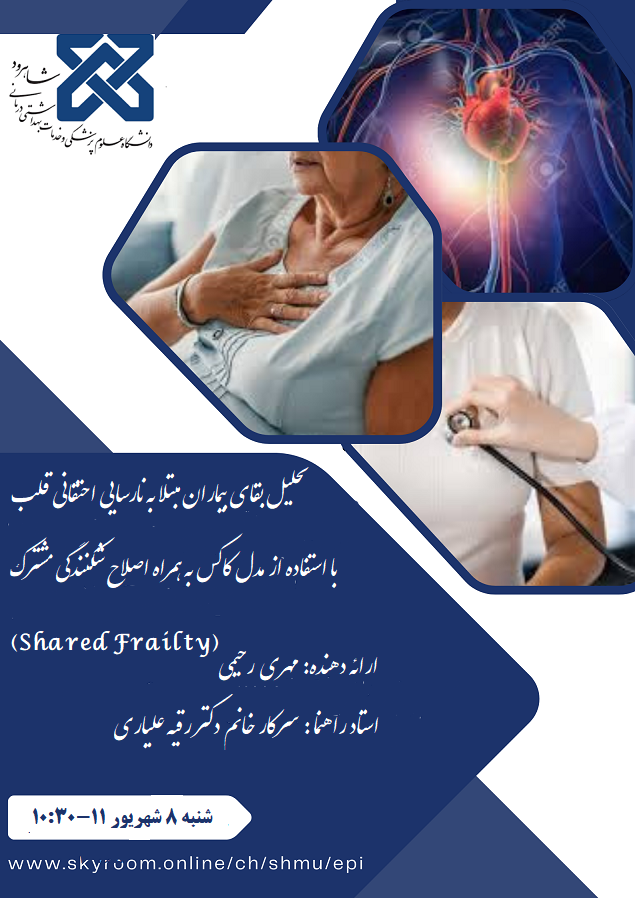 شاهرود
دانشگاه علوم پزشکی و خدمات بهداشتی درمانی
123RF
تحلیل بقای بیماران مبتلا به نارسایی احتقانی قلب
با استفاده از مدل کاکس به همراه اصلاح شکنندگی مشترک
(Shared Frailty)
ارائه دهنده: مهری رحیمی
استاد راهنما: سرکار خانم دکتر رقیه علیاری
شنبه ۸ شهریور ۱۱-۱۰:۳۰
www.skyroom.online/ch/shmu/epi